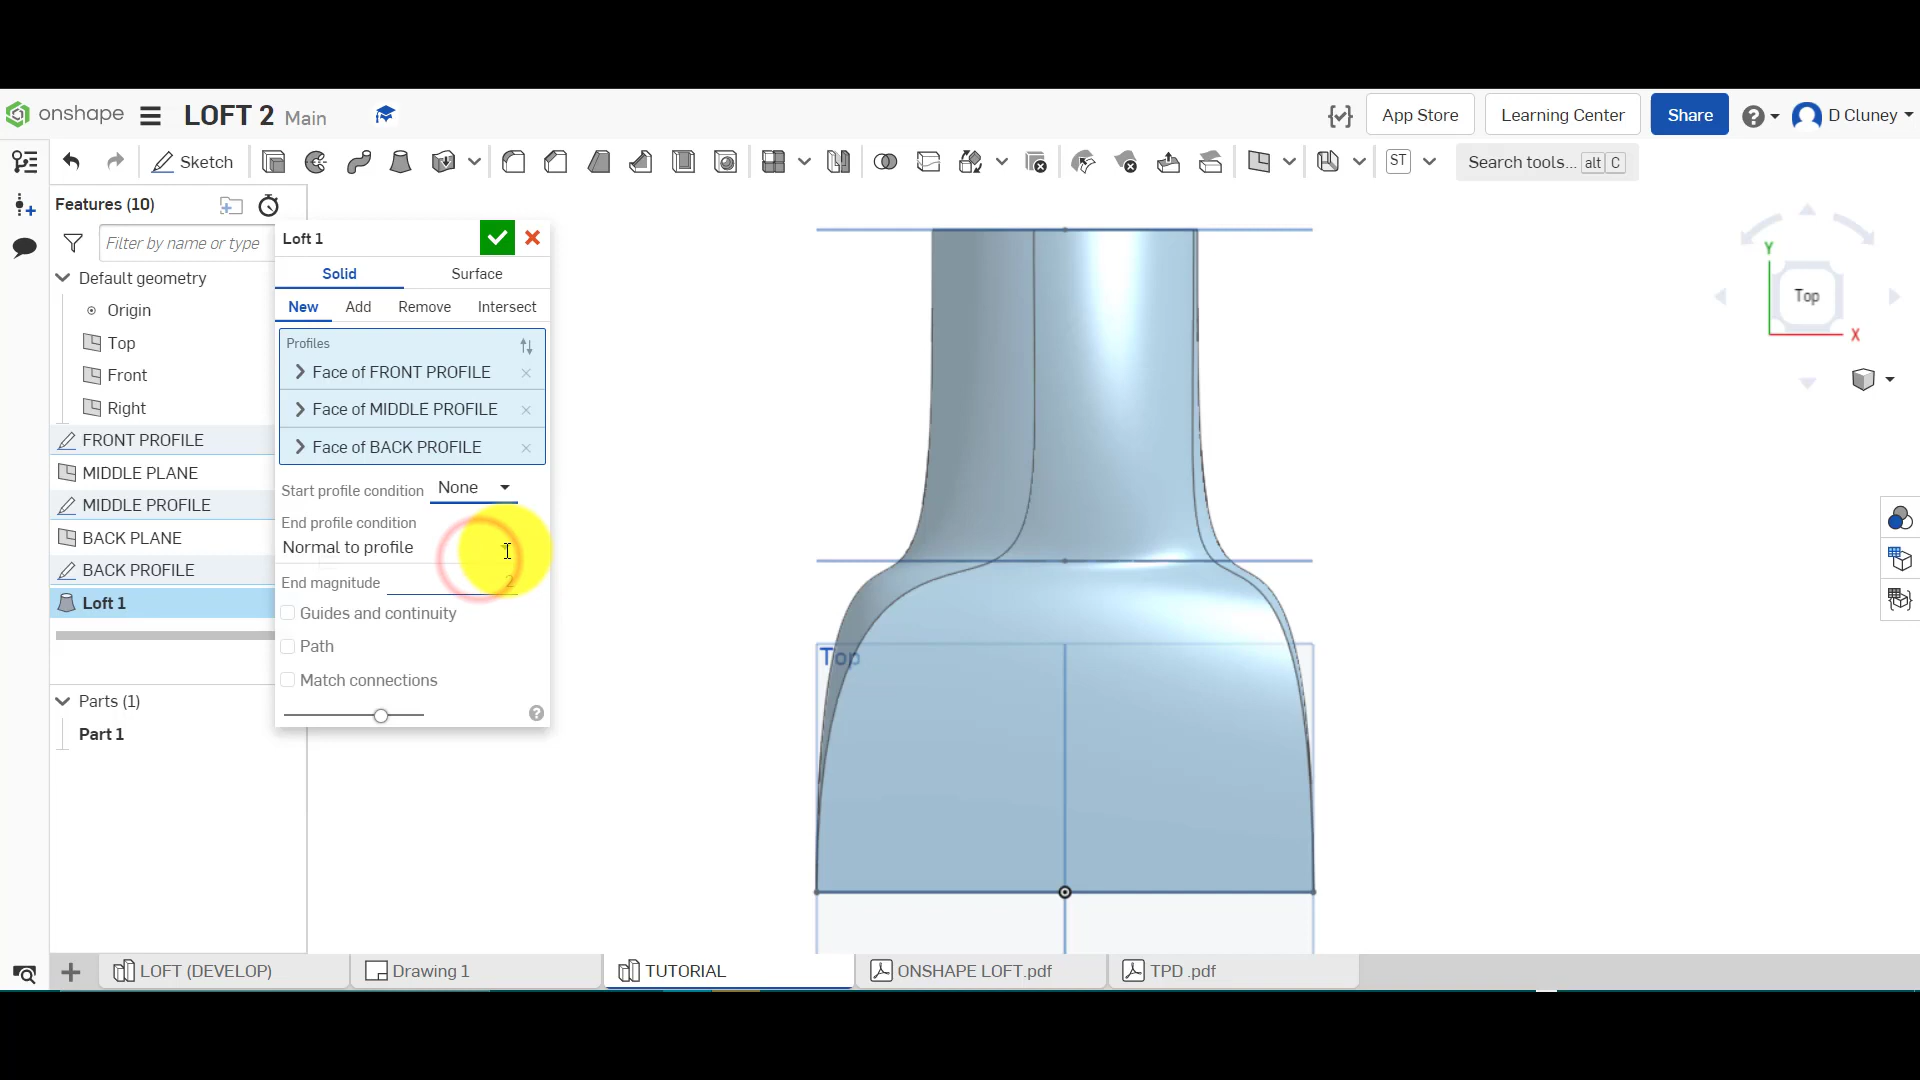 onshape
LOFT 2 Main
App Store
Learning Center
Share
D Cluney
Sketch
ST
Search tools... alt C
Features (10)
Filter by name or type
Default geometry
Origin
Top
Front
Right
FRONT PROFILE
MIDDLE PLANE
MIDDLE PROFILE
BACK PLANE
BACK PROFILE
Loft 1
Parts (1)
Part 1
Loft 1
Solid Surface
New Add Remove Intersect
Profiles
Face of FRONT PROFILE
Face of MIDDLE PROFILE
Face of BACK PROFILE
Start profile condition None
End profile condition
Normal to profile
End magnitude 2
Guides and continuity
Path
Match connections
Top
Y
Top
X
LOFT (DEVELOP)
Drawing 1
TUTORIAL
ONSHAPE LOFT.pdf
TPD .pdf